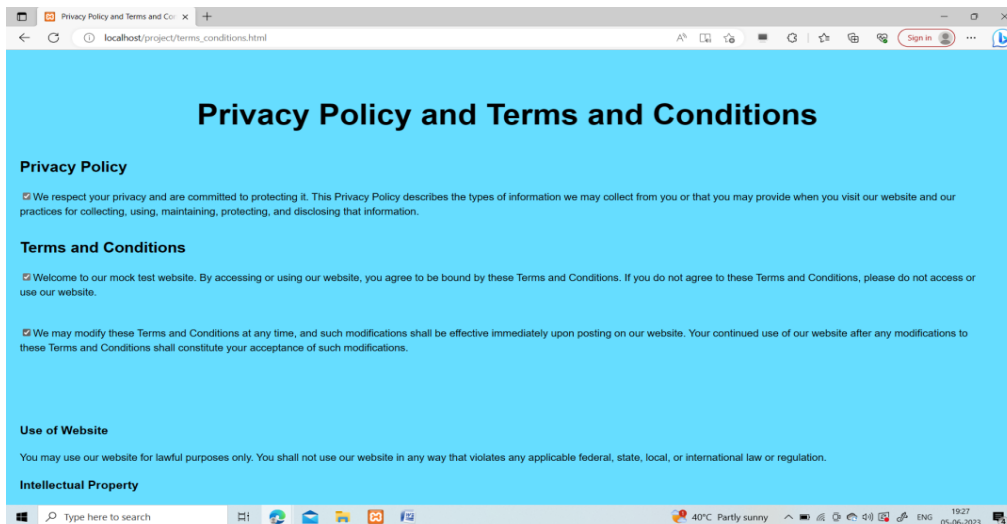 Privacy Policy and Terms and Con
localhost/project/terms_conditions.html
Sign in
Privacy Policy and Terms and Conditions
Privacy Policy
We respect your privacy and are committed to protecting it. This Privacy Policy describes the types of information we may collect from you or that you may provide when you visit our website and our
practices for collecting, using, maintaining, protecting, and disclosing that information.
Terms and Conditions
Welcome to our mock test website. By accessing or using our website, you agree to be bound by these Terms and Conditions. If you do not agree to these Terms and Conditions, please do not access or
use our website.
We may modify these Terms and Conditions at any time, and such modifications shall be effective immediately upon posting on our website. Your continued use of our website after any modifications to
these Terms and Conditions shall constitute your acceptance of such modifications.
Use of Website
You may use our website for lawful purposes only. You shall not use our website in any way that violates any applicable federal, state, local, or international law or regulation.
Intellectual Property
Type here to search
40°C Partly sunny
ENG
19:27
05-06-2023